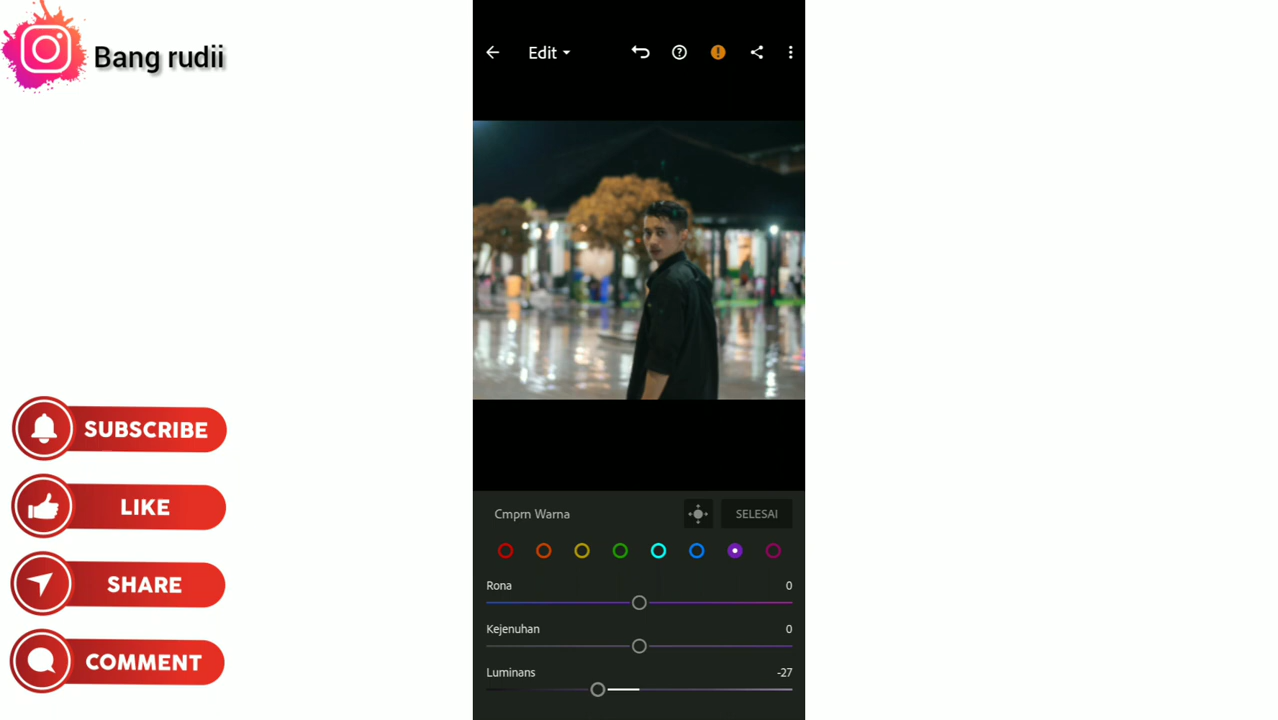 Bang rudii
Edit
SUBSCRIBE
LIKE
SHARE
COMMENT
Cmprn Warna
SELESAI
Rona 0
Kejenuhan 0
Luminans -27